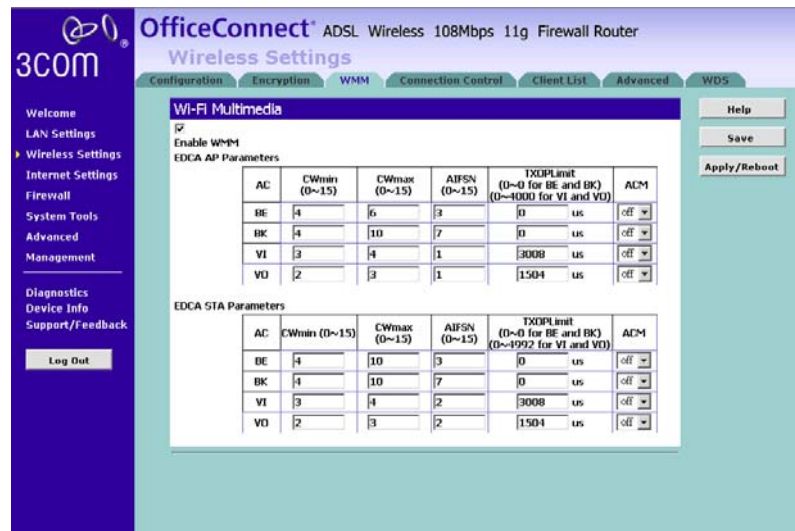 3COM®
OfficeConnect® ADSL Wireless 108Mbps 11g Firewall Router
Wireless Settings
Configuration Encryption WMM Connection Control Client List Advanced WDS
Welcome
LAN Settings
Wireless Settings
Internet Settings
Firewall
System Tools
Advanced
Management
Diagnostics
Device Info
Support/Feedback
Log Out
Wi-Fi Multimedia
Enable WMM
EDCA AP Parameters
AC CWmin (0~15) CWmax (0~15) AIFSN (0~15) TXOPLimit (0~0 for BE and BK) (0~4000 for VI and VO) ACM
BE 4 6 3 0 us off
BK 4 10 7 0 us off
VI 3 4 1 3008 us off
VO 2 3 1 1504 us off
EDCA STA Parameters
AC CWmin (0~15) CWmax (0~15) AIFSN (0~15) TXOPLimit (0~0 for BE and BK) (0~4992 for VI and VO) ACM
BE 4 10 3 0 us off
BK 4 10 7 0 us off
VI 3 4 2 3008 us off
VO 2 3 2 1504 us off
Help
Save
Apply/Reboot